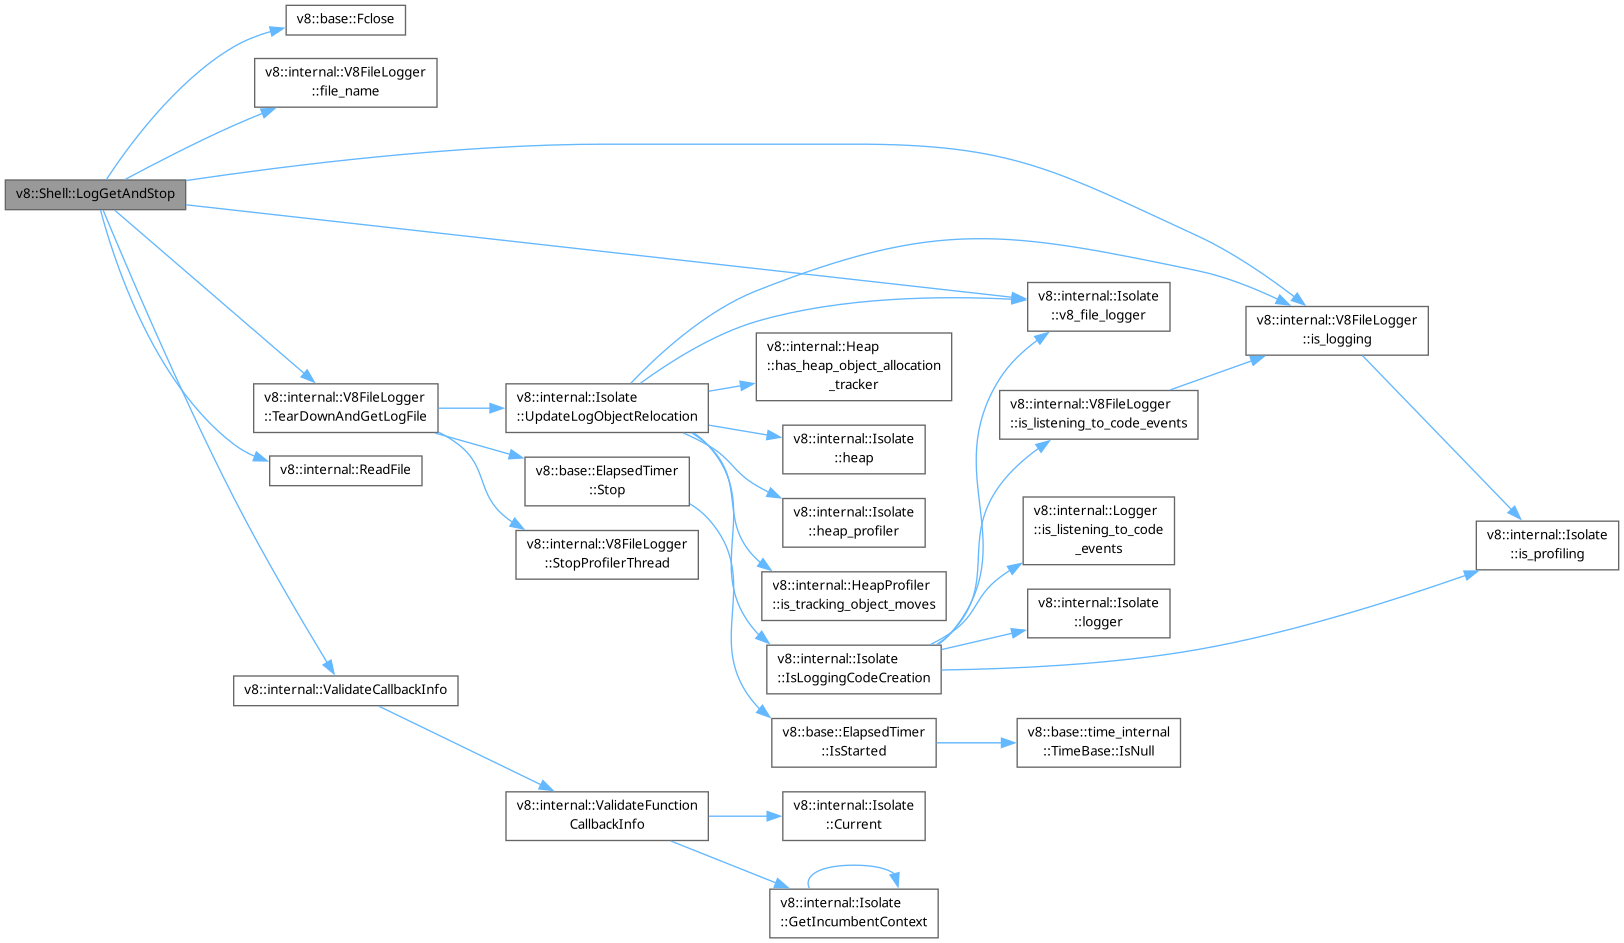 v8::base::Fclose
v8::internal::V8FileLogger
::file_name
v8::Shell::LogGetAndStop
v8::internal::Isolate
::v8_file_logger
v8::internal::V8FileLogger
::is_logging
v8::internal::Heap
::has_heap_object_allocation
_tracker
v8::internal::V8FileLogger
::TearDownAndGetLogFile
v8::internal::Isolate
::UpdateLogObjectRelocation
v8::internal::V8FileLogger
::is_listening_to_code_events
v8::internal::Isolate
::heap
v8::internal::ReadFile
v8::base::ElapsedTimer
::Stop
v8::internal::Isolate
::heap_profiler
v8::internal::Logger
::is_listening_to_code
_events
v8::internal::Isolate
::is_profiling
v8::internal::V8FileLogger
::StopProfilerThread
v8::internal::HeapProfiler
::is_tracking_object_moves
v8::internal::Isolate
::logger
v8::internal::Isolate
::IsLoggingCodeCreation
v8::internal::ValidateCallbackInfo
v8::base::ElapsedTimer
::IsStarted
v8::base::time_internal
::TimeBase::IsNull
v8::internal::ValidateFunction
CallbackInfo
v8::internal::Isolate
::Current
v8::internal::Isolate
::GetIncumbentContext